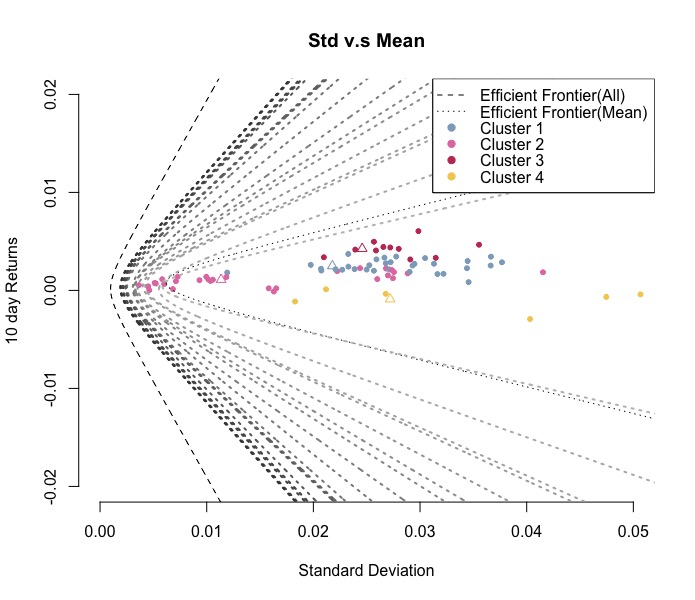 Std v.s Mean
Efficient Frontier(All)
Efficient Frontier(Mean)
Cluster 1
Cluster 2
Cluster 3
Cluster 4
0.02
0.01
0.00
-0.01
-0.02
10 day Returns
0.00 0.01 0.02 0.03 0.04 0.05
Standard Deviation